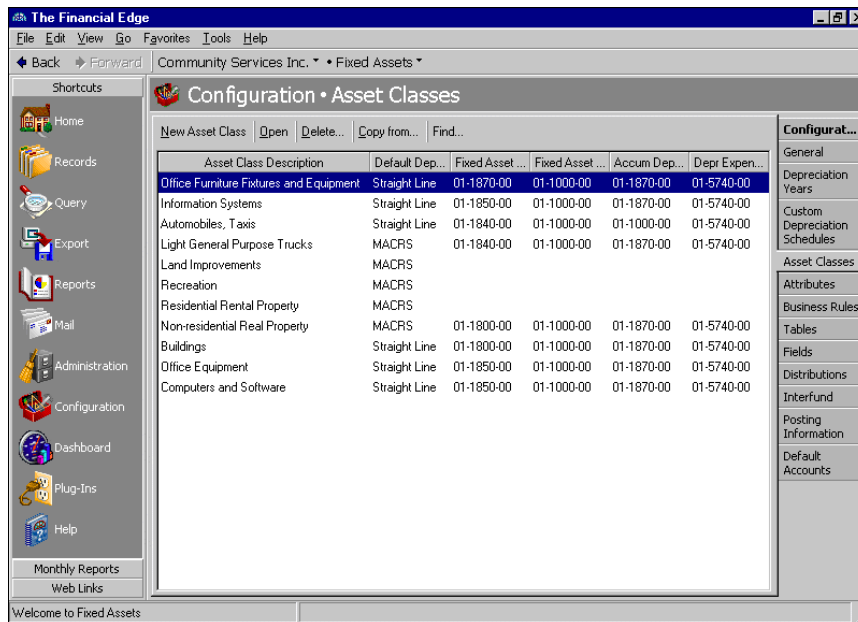 The Financial Edge
File Edit View Go Favorites Tools Help
Back Forward Community Services Inc. • Fixed Assets
Shortcuts
Home
Records
Query
Export
Reports
Mail
Administration
Configuration
Dashboard
Plug-Ins
Help
Monthly Reports
Web Links
Configuration • Asset Classes
New Asset Class Open Delete... Copy from... Find...
Asset Class Description Default Dep... Fixed Asset ... Fixed Asset ... Accum Dep... Depr Expen...
Office Furniture Fixtures and Equipment Straight Line 01-1870-00 01-1000-00 01-1870-00 01-5740-00
Information Systems Straight Line 01-1850-00 01-1000-00 01-1870-00 01-5740-00
Automobiles, Taxis Straight Line 01-1840-00 01-1000-00 01-1000-00 01-5740-00
Light General Purpose Trucks MACRS 01-1840-00 01-1000-00 01-1870-00 01-5740-00
Land Improvements MACRS
Recreation MACRS
Residential Rental Property MACRS
Non-residential Real Property MACRS 01-1800-00 01-1000-00 01-1870-00 01-5740-00
Buildings Straight Line 01-1800-00 01-1000-00 01-1870-00 01-5740-00
Office Equipment Straight Line 01-1850-00 01-1000-00 01-1870-00 01-5740-00
Computers and Software Straight Line 01-1850-00 01-1000-00 01-1870-00 01-5740-00
Configurat...
General
Depreciation
Years
Custom
Depreciation
Schedules
Asset Classes
Attributes
Business Rules
Tables
Fields
Distributions
Interfund
Posting
Information
Default
Accounts
Welcome to Fixed Assets